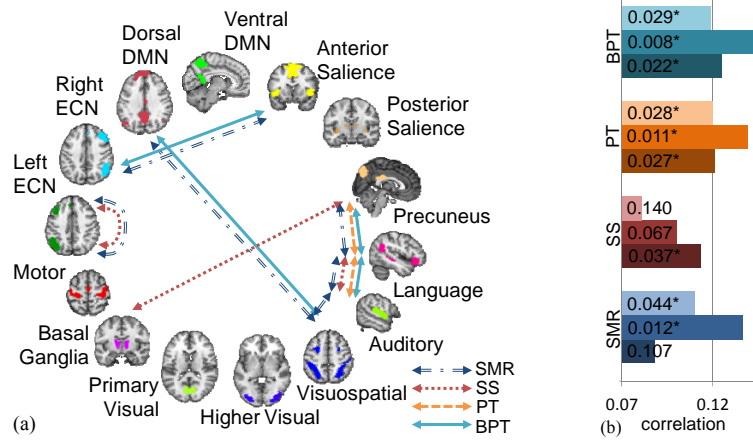 Dorsal
DMN
Ventral
DMN
Anterior
Salience
Right
ECN
Posterior
Salience
Left
ECN
Precuneus
Motor
Language
Basal
Ganglia
Auditory
Primary
Visual
Higher Visual
Visuospatial
SMR
SS
PT
BPT
(a)
BPT
0.029*
0.008*
0.022*
PT
0.028*
0.011*
0.027*
SS
0.140
0.067
0.037*
SMR
0.044*
0.012*
0.107
0.07
0.12
correlation
(b)